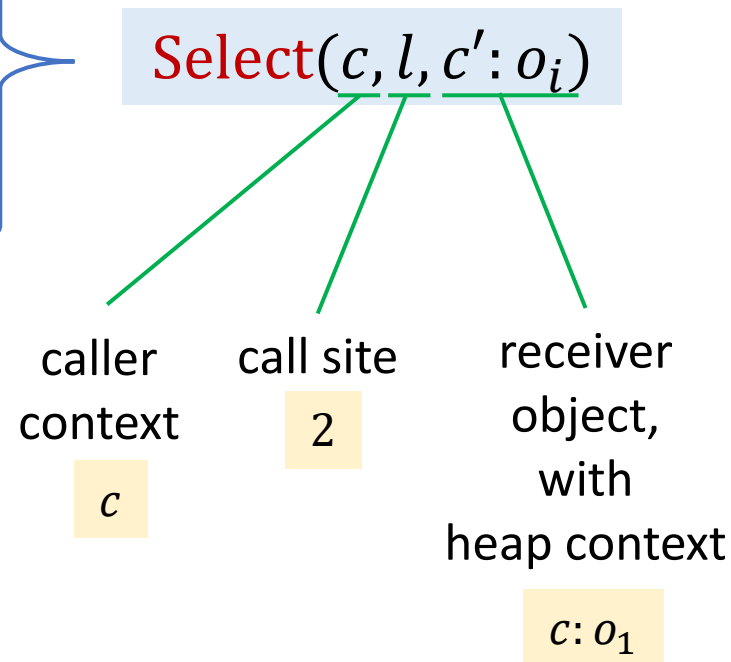 Select(c, l, c′: oᵢ)
caller
context
c
call site
2
receiver
object,
with
heap context
c: o₁